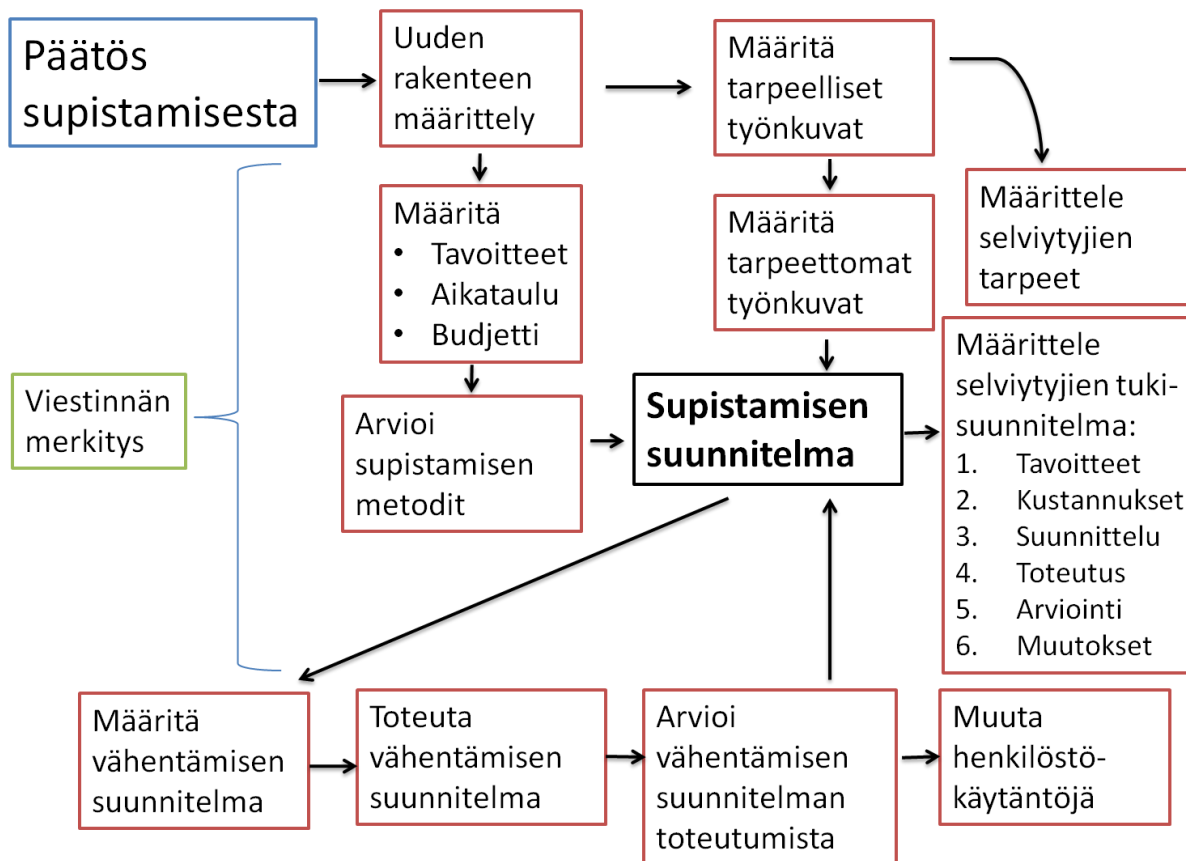 Päätös
supistamisesta
Uuden
rakenteen
määrittely
Määritä
tarpeelliset
työnkuvat
Määrittele
selviytyjien
tarpeet
Määritä
• Tavoitteet
• Aikataulu
• Budjetti
Määritä
tarpeettomat
työnkuvat
Viestinnän
merkitys
Arvioi
supistamisen
metodit
Supistamisen
suunnitelma
Määrittele
selviytyjien tuki-
suunnitelma:
1. Tavoitteet
2. Kustannukset
3. Suunnittelu
4. Toteutus
5. Arviointi
6. Muutokset
Määritä
vähentämisen
suunnitelma
Toteuta
vähentämisen
suunnitelma
Arvioi
vähentämisen
suunnitelman
toteutumista
Muuta
henkilöstö-
käytäntöjä